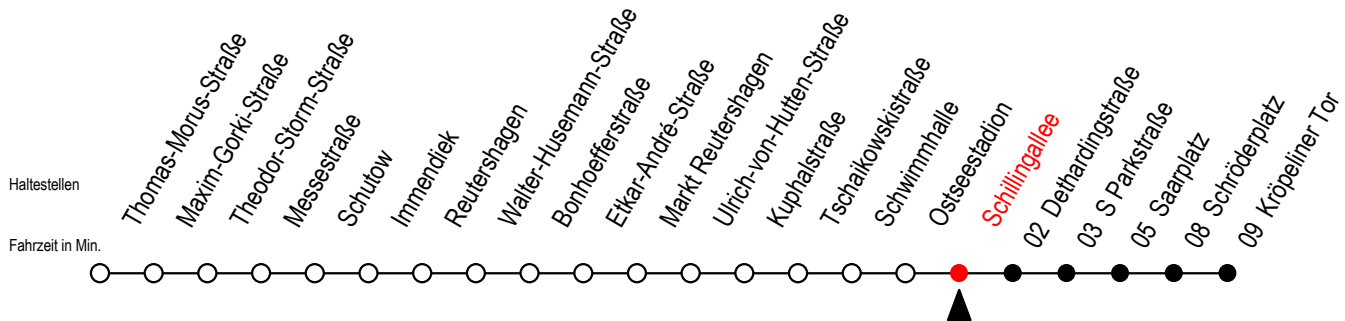 Haltestellen
Fahrzeit in Min.
Thomas-Morus-Straße
Maxim-Gorki-Straße
Theodor-Storm-Straße
Messestraße
Schutow
Immendiek
Reutershagen
Walter-Husemann-Straße
Bonhoefferstraße
Etkar-André-Straße
Markt Reutershagen
Ulrich-von-Hutten-Straße
Kuphalstraße
Tschaikowskistraße
Schwimmhalle
Ostseestadion
Schillingallee
02 Dethardingstraße
03 S Parkstraße
05 Saarplatz
08 Schröderplatz
09 Kröpeliner Tor